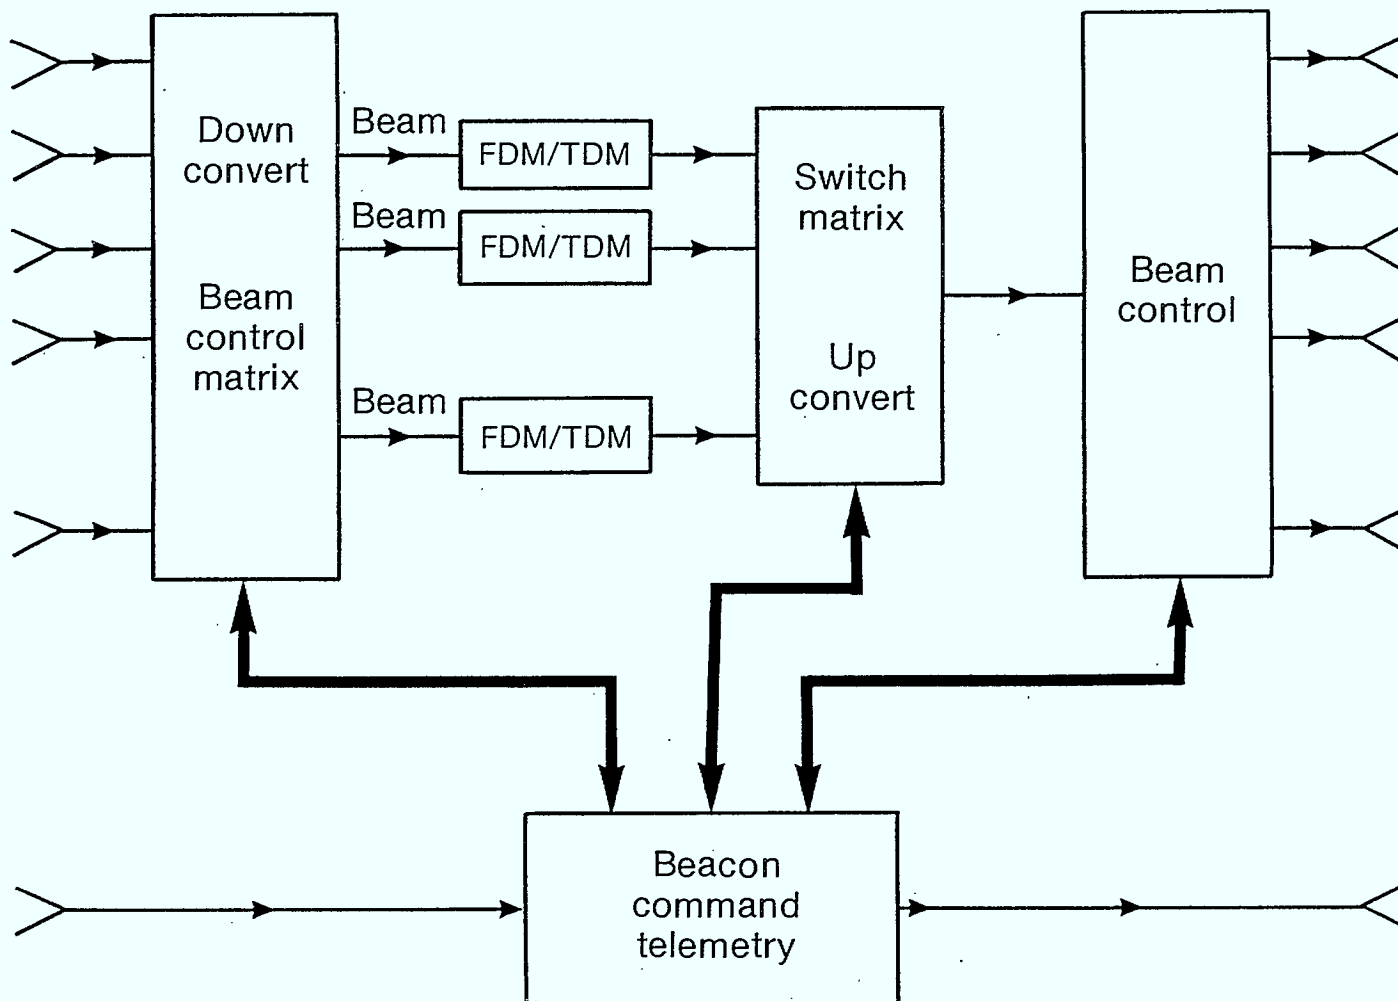 Down
convert
Beam
control
matrix
Beam
FDM/TDM
Beam
FDM/TDM
Beam
FDM/TDM
Switch
matrix
Up
convert
Beam
control
Beacon
command
telemetry